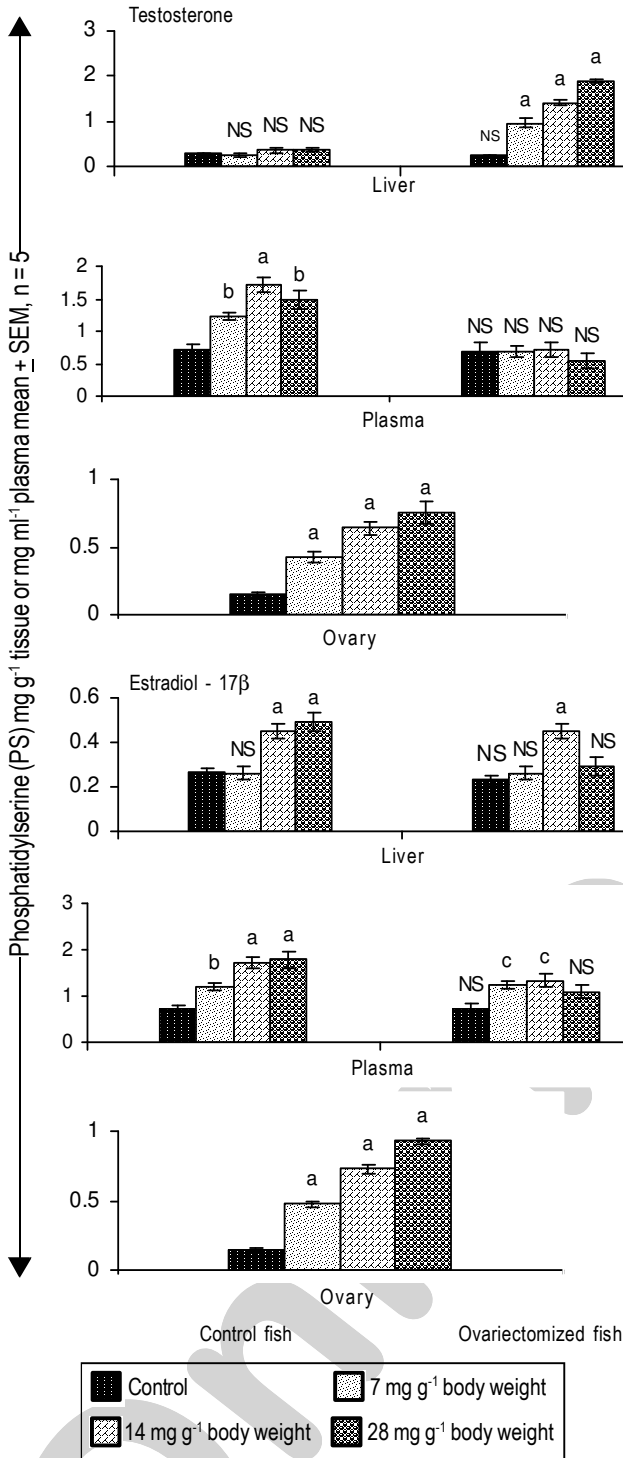 Testosterone
3
2
1
0
NS NS NS
NS a a a
Liver
2
1.5
1
0.5
0
b a b
NS NS NS NS
Plasma
1
0.5
0
a a a
Ovary
Estradiol - 17β
0.6
0.4
0.2
0
NS a a
NS NS a NS
Liver
3
2
1
0
b a a
NS c c NS
Plasma
1
0.5
0
a a a
Ovary
Phosphatidylserine (PS) mg g⁻¹ tissue or mg ml⁻¹ plasma mean ± SEM, n = 5
Control fish Ovariectomized fish
Control 7 mg g⁻¹ body weight
14 mg g⁻¹ body weight 28 mg g⁻¹ body weight